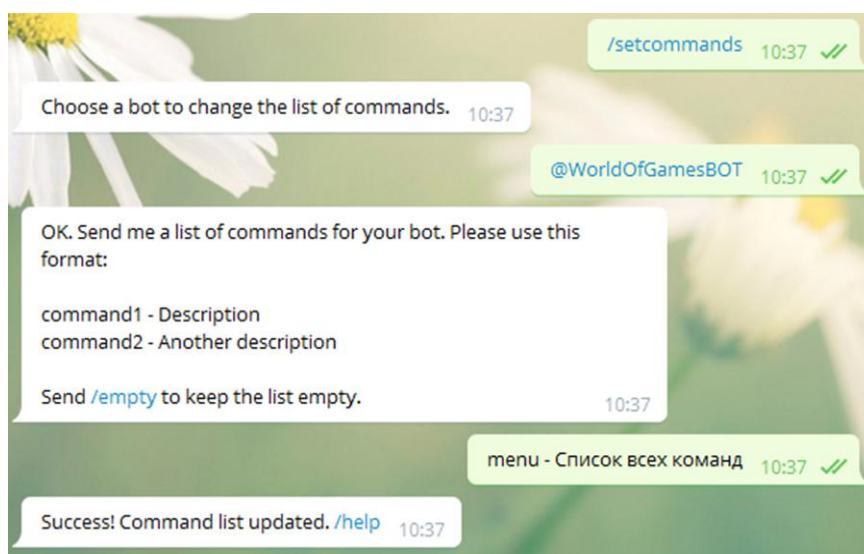 /setcommands 10:37
Choose a bot to change the list of commands. 10:37
@WorldOfGamesBOT 10:37
OK. Send me a list of commands for your bot. Please use this
format:
command1 - Description
command2 - Another description
Send /empty to keep the list empty. 10:37
menu - Список всех команд 10:37
Success! Command list updated. /help 10:37